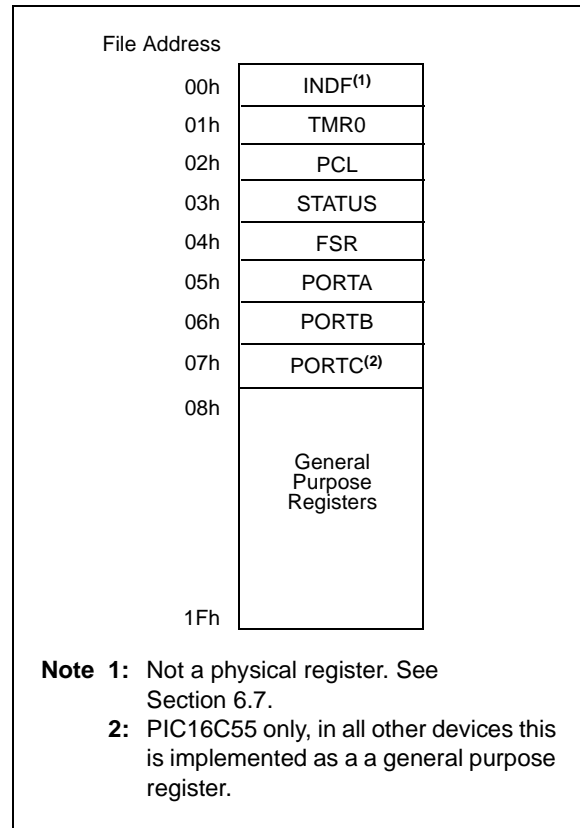 File Address
00h INDF(1)
01h TMR0
02h PCL
03h STATUS
04h FSR
05h PORTA
06h PORTB
07h PORTC(2)
08h
General
Purpose
Registers
1Fh
Note 1: Not a physical register. See
Section 6.7.
2: PIC16C55 only, in all other devices this
is implemented as a a general purpose
register.